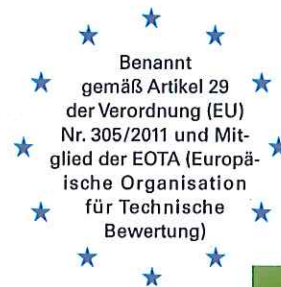 Benannt
gemäß Artikel 29
der Verordnung (EU)
Nr. 305/2011 und Mit-
glied der EOTA (Europä-
ische Organisation
für Technische
Bewertung)